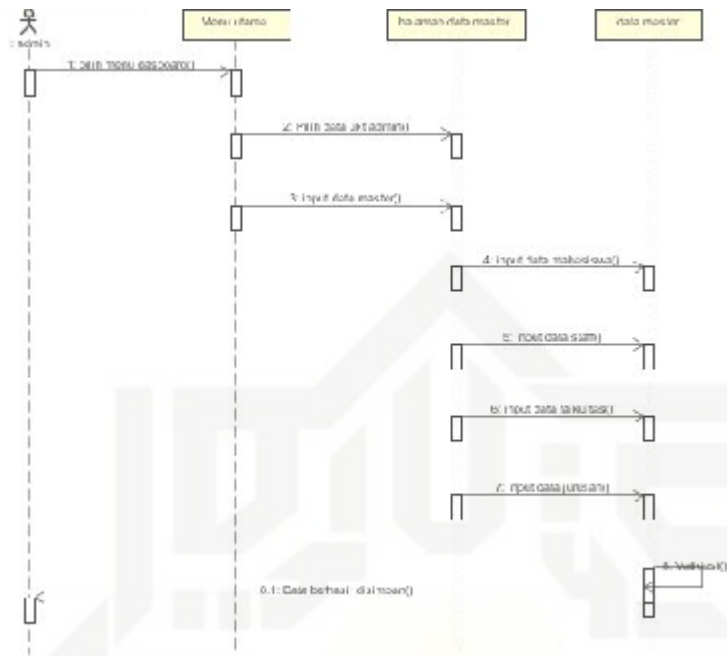 : admin
Menu utama
halaman data master
data master
1: pilih menu dasboard()
2: Pilih data ukt admin()
3: input data master()
4: input data mahasiswa()
5: input data staff()
6: input data fakultas()
7: input data jurusan()
8: Validasi()
8.1: Data berhasil disimpan()